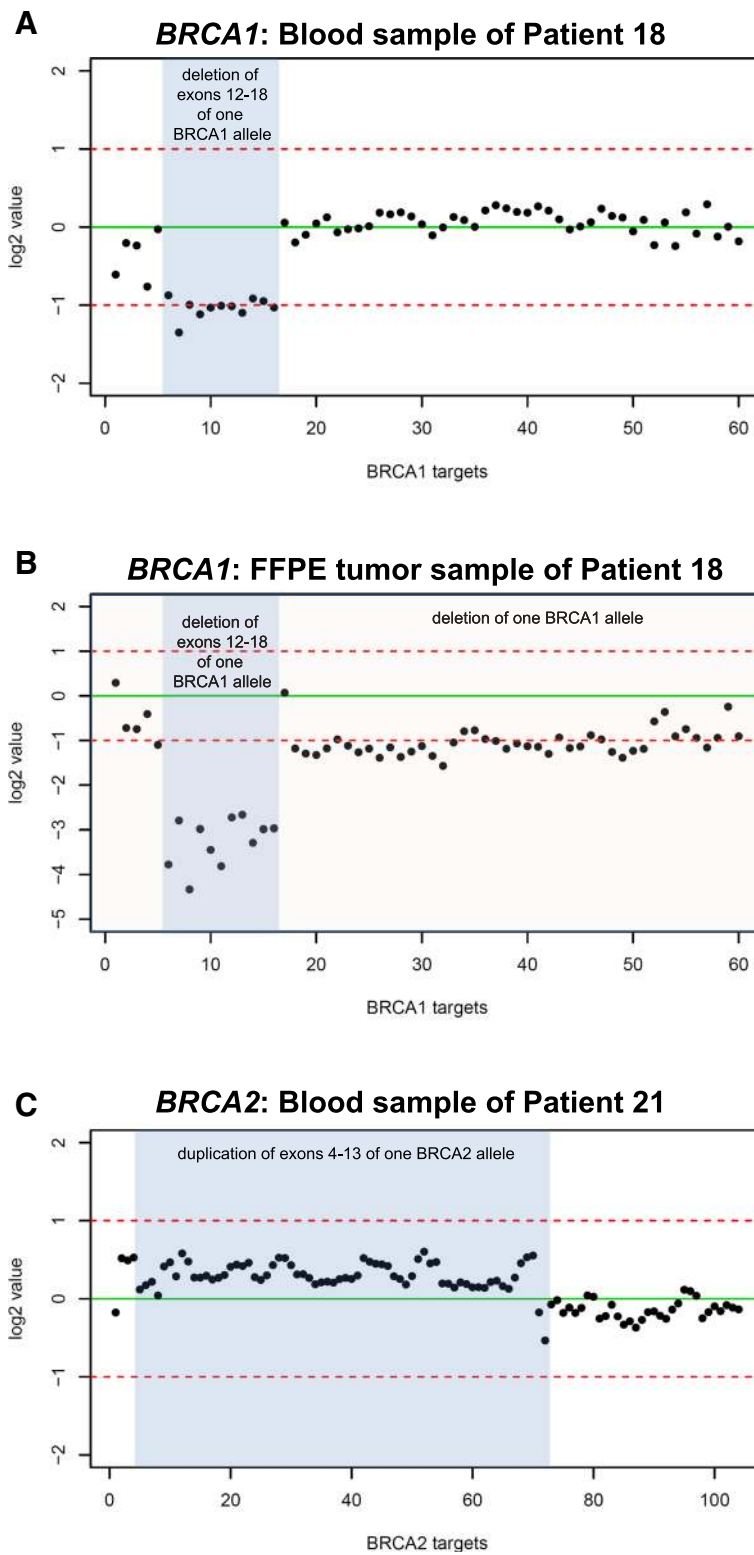 A
BRCA1: Blood sample of Patient 18
deletion of
exons 12-18
of one
BRCA1 allele
2
1
0
−1
−2
log2 value
0 10 20 30 40 50 60
BRCA1 targets
B
BRCA1: FFPE tumor sample of Patient 18
deletion of
exons 12-18
of one
BRCA1 allele
deletion of one BRCA1 allele
2
1
0
−1
−2
−3
−4
−5
log2 value
0 10 20 30 40 50 60
BRCA1 targets
C
BRCA2: Blood sample of Patient 21
duplication of exons 4-13 of one BRCA2 allele
2
1
0
−1
−2
log2 value
0 20 40 60 80 100
BRCA2 targets